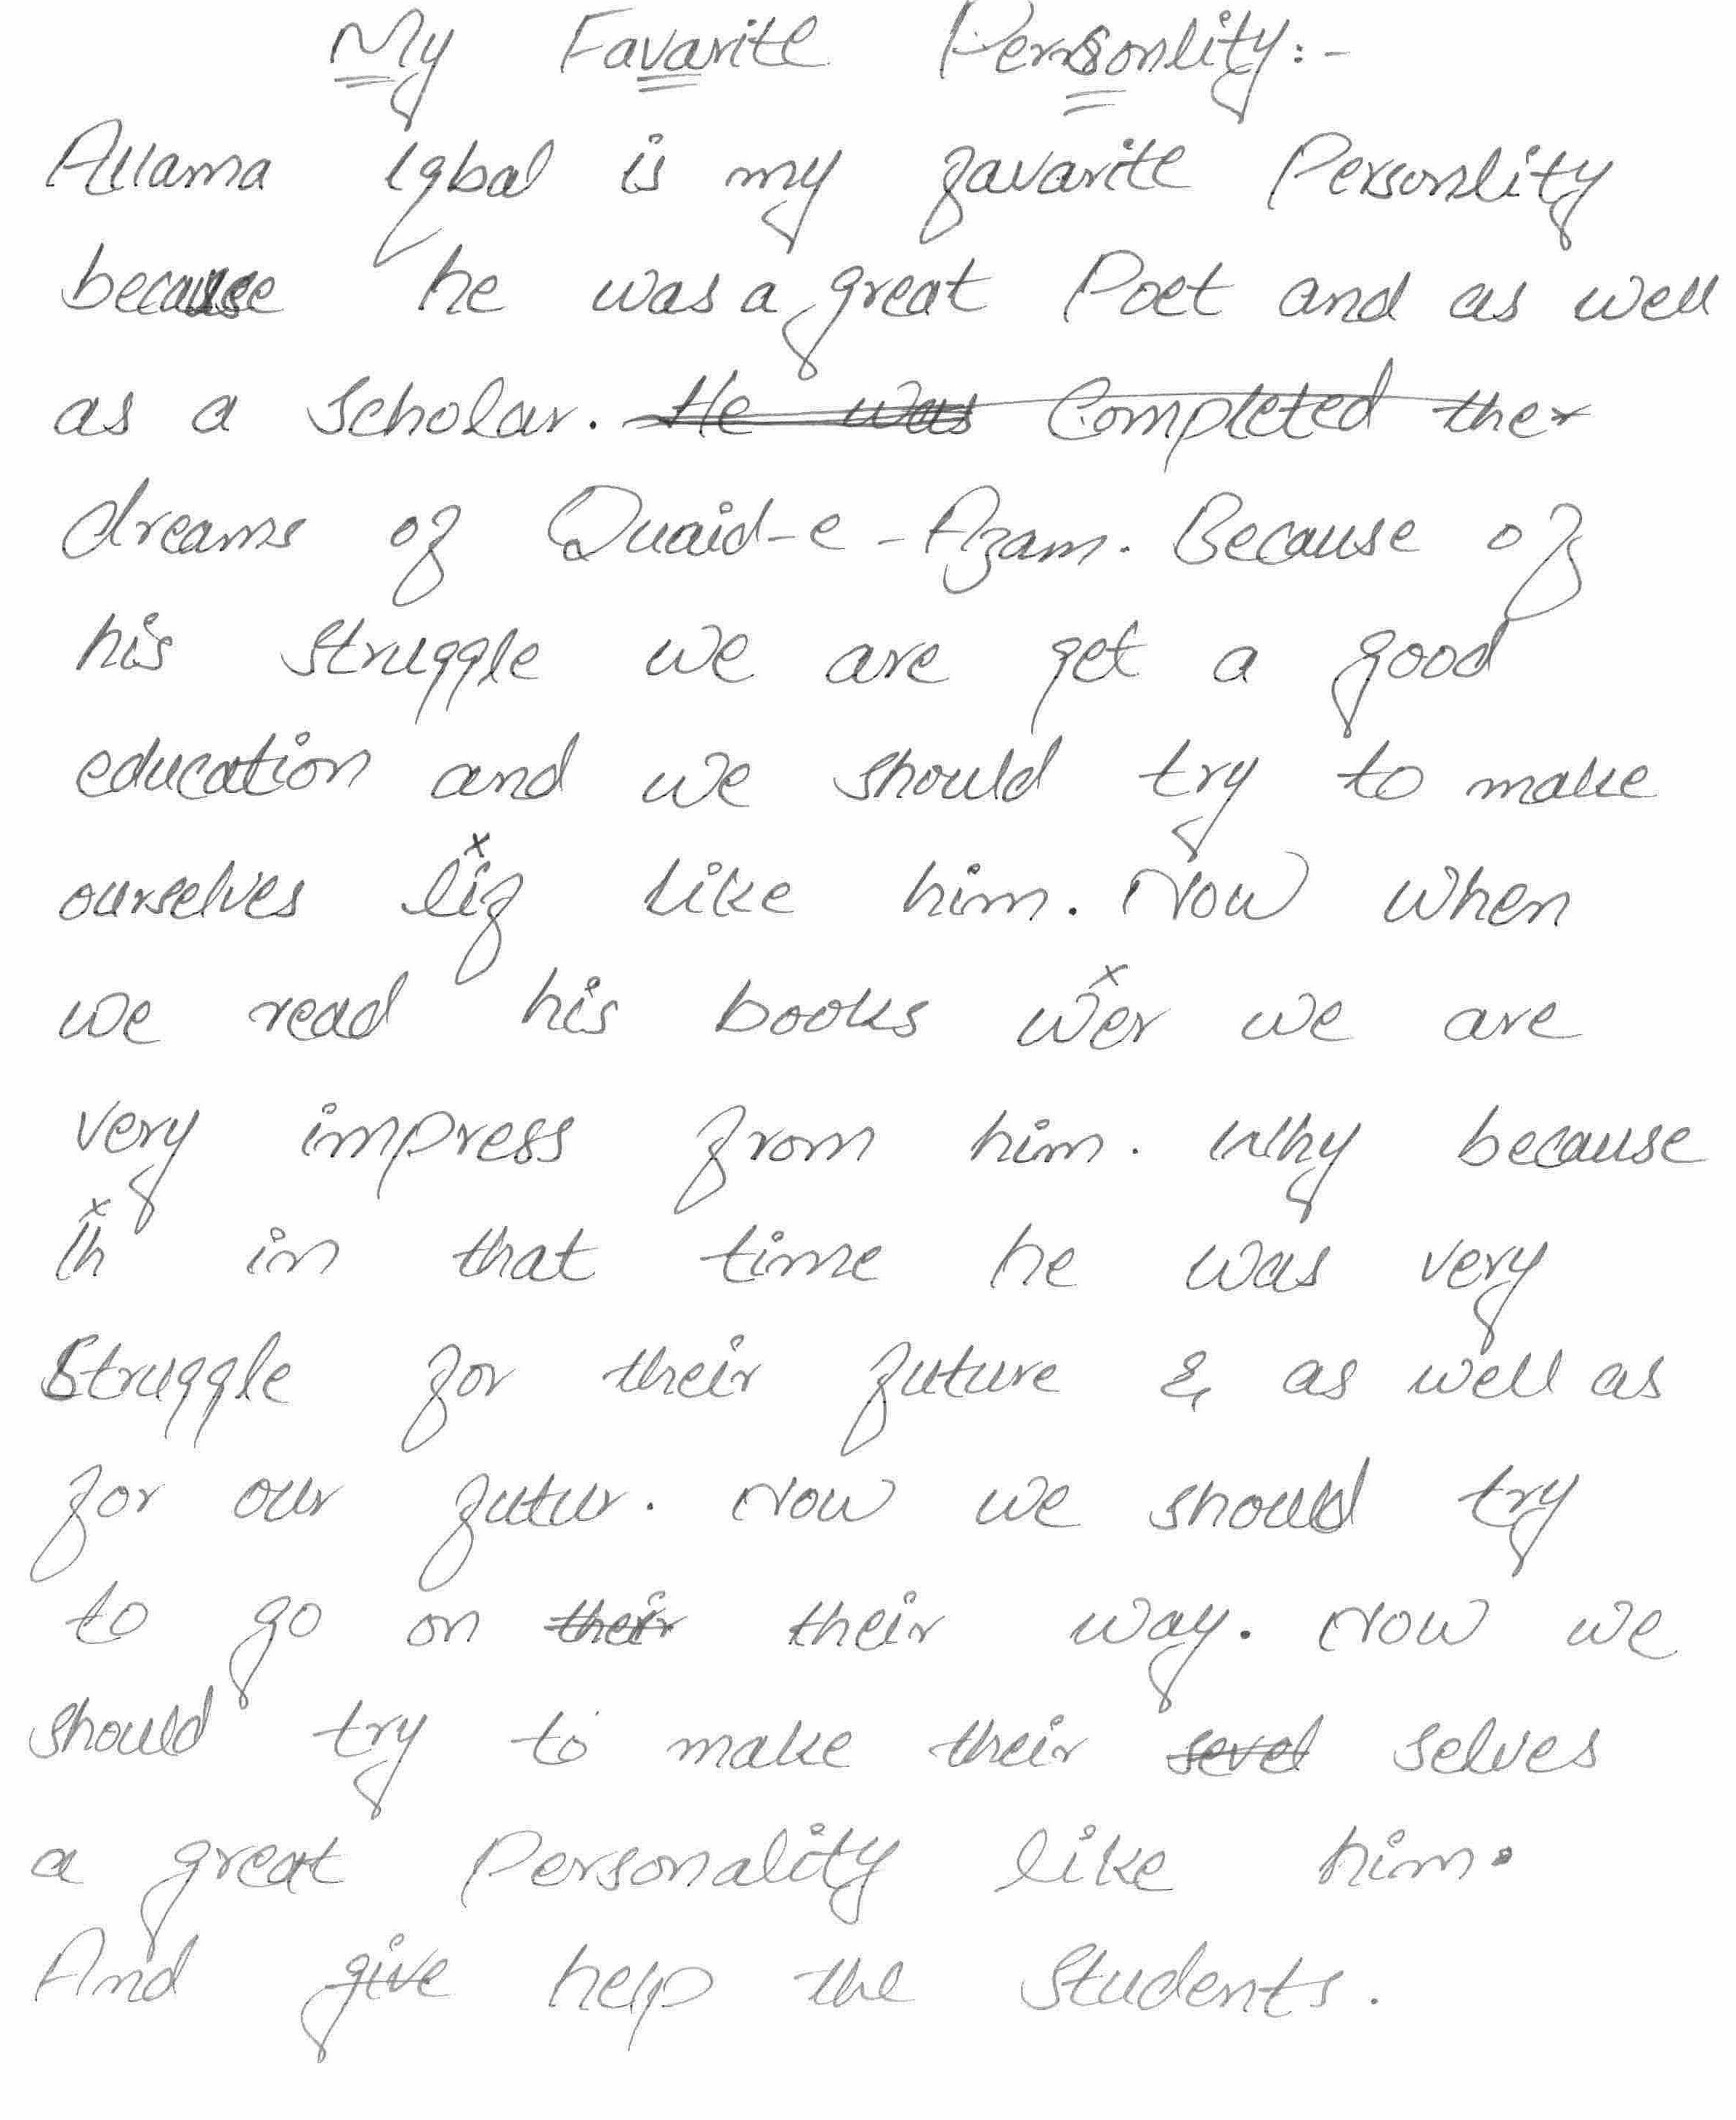 My Favarite Personlity:-
Allama Iqbal is my favarite Personlity
because he was a great Poet and as well
as a Scholar. He was Completed ther
dreams of Quaid-e-Azam. Because of
his struggle we are get a good
education and we should try to make
ourselves lif like him. Now when
we read his books wer we are
very impress from him. Why because
Ih in that time he was very
Struggle for their future & as well as
for our futur. Now we should try
to go on their their way. Now we
should try to make their sevel selves
a great Personality like him.
And give help the Students.